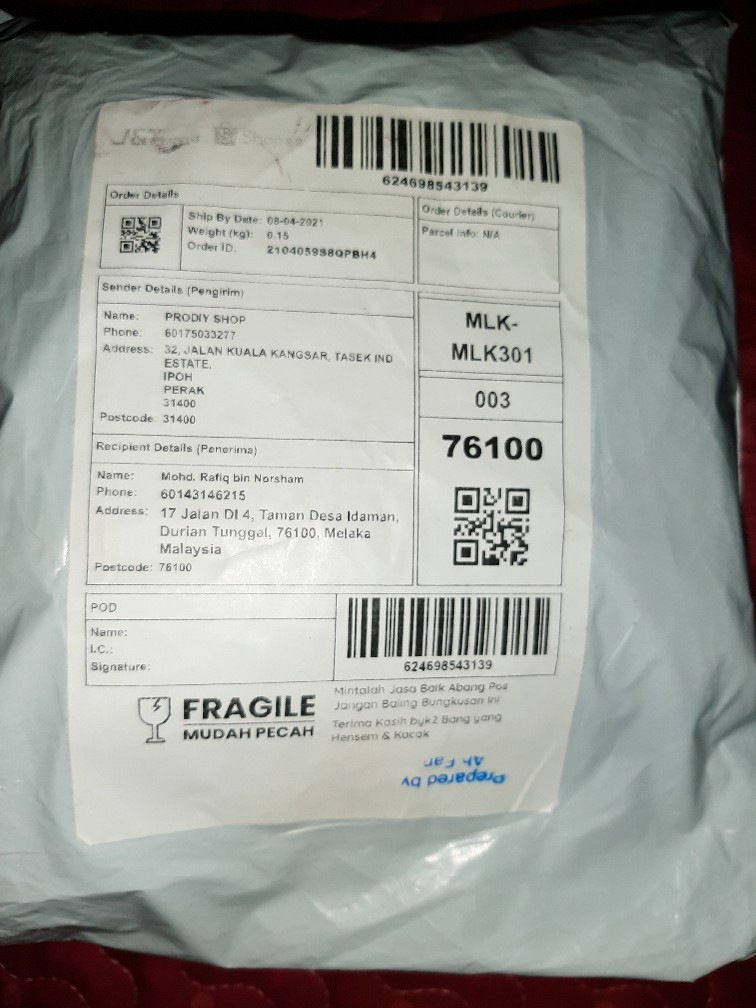 J&T Express Shopee
624698543139
Order Details
Ship By Date: 08-04-2021
Weight (kg): 0.15
Order ID: 2104059S8QPBH4
Order Details (Courier)
Parcel Info: N/A
Sender Details (Pengirim)
Name: PRODIY SHOP
Phone: 60175033277
Address: 32, JALAN KUALA KANGSAR, TASEK IND
ESTATE,
IPOH
PERAK
31400
Postcode: 31400
MLK-
MLK301
003
76100
Recipient Details (Penerima)
Name: Mohd. Rafiq bin Norsham
Phone: 60143146215
Address: 17 Jalan DI 4, Taman Desa Idaman,
Durian Tunggal, 76100, Melaka
Malaysia
Postcode: 76100
POD
Name:
I.C.:
Signature:
624698543139
FRAGILE
MUDAH PECAH
Mintalah Jasa Baik Abang Pos
Jangan Baling Bungkusan Ini
Terima Kasih byk2 Bang yang
Hensem & Kacak
Prepared by
Ah Fan